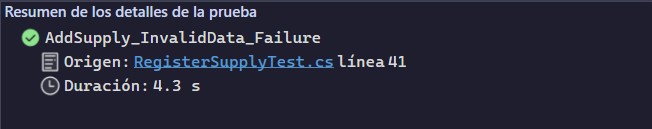 Resumen de los detalles de la prueba
AddSupply_InvalidData_Failure
Origen: RegisterSupplyTest.cs línea 41
Duración: 4.3 s